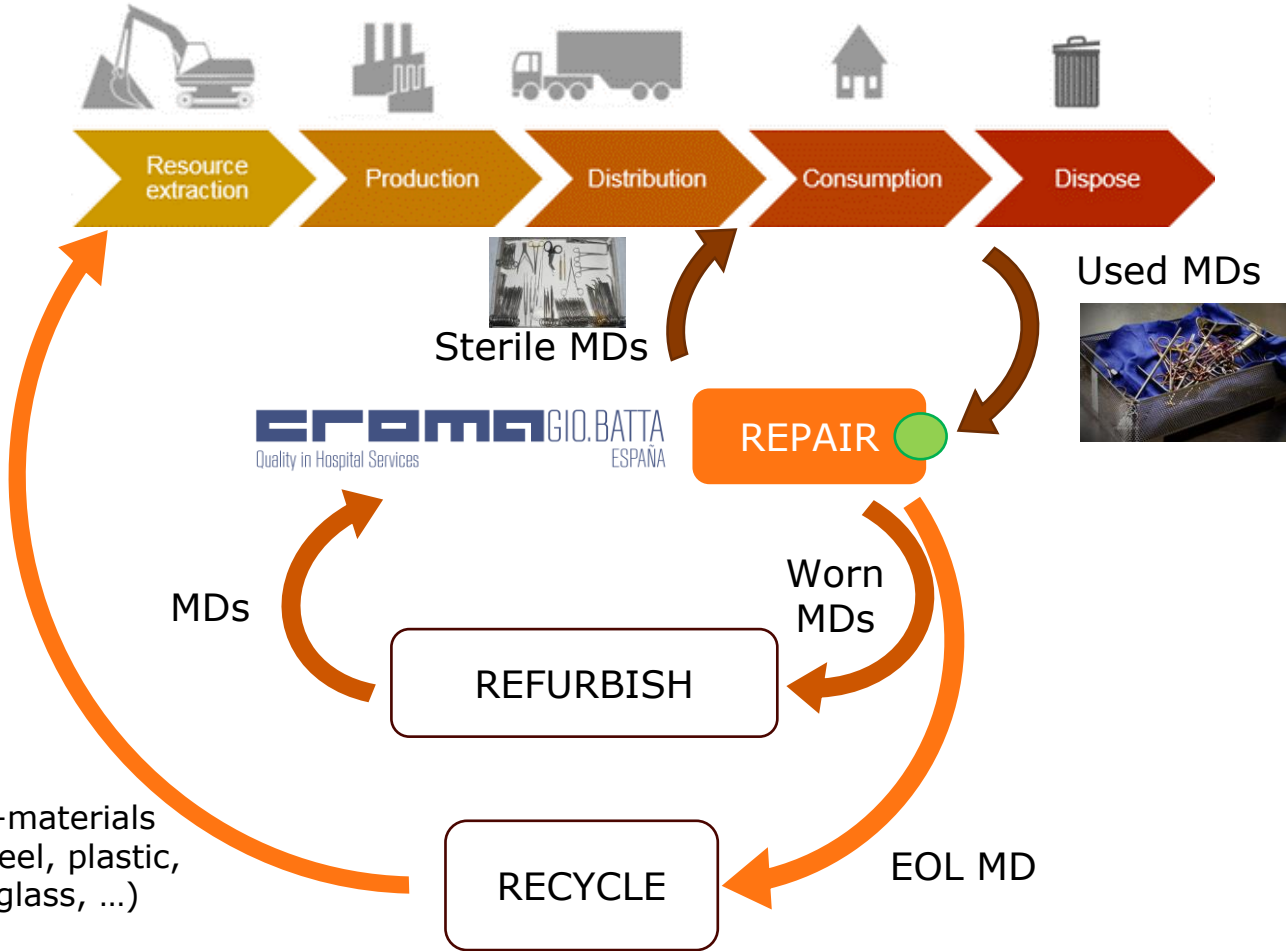 Resource
extraction
Production
Distribution
Consumption
Dispose
Used MDs
Sterile MDs
croma GIO.BATTA
Quality in Hospital Services
ESPAÑA
REPAIR
MDs
Worn
MDs
REFURBISH
-materials
eel, plastic,
glass, …)
RECYCLE
EOL MD